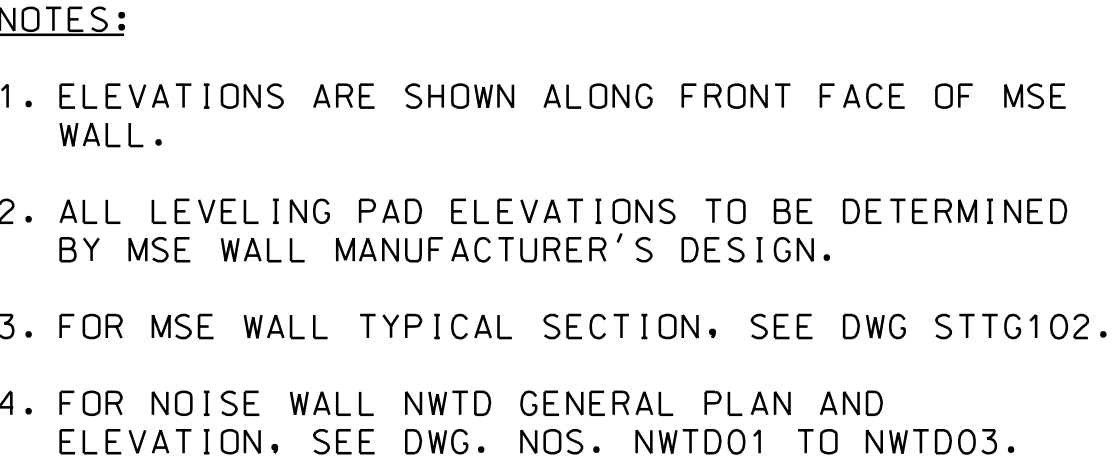 NOTES:
1. ELEVATIONS ARE SHOWN ALONG FRONT FACE OF MSE
WALL.
2. ALL LEVELING PAD ELEVATIONS TO BE DETERMINED
BY MSE WALL MANUFACTURER'S DESIGN.
3. FOR MSE WALL TYPICAL SECTION, SEE DWG STTG102.
4. FOR NOISE WALL NWTD GENERAL PLAN AND
ELEVATION, SEE DWG. NOS. NWTD01 TO NWTD03.